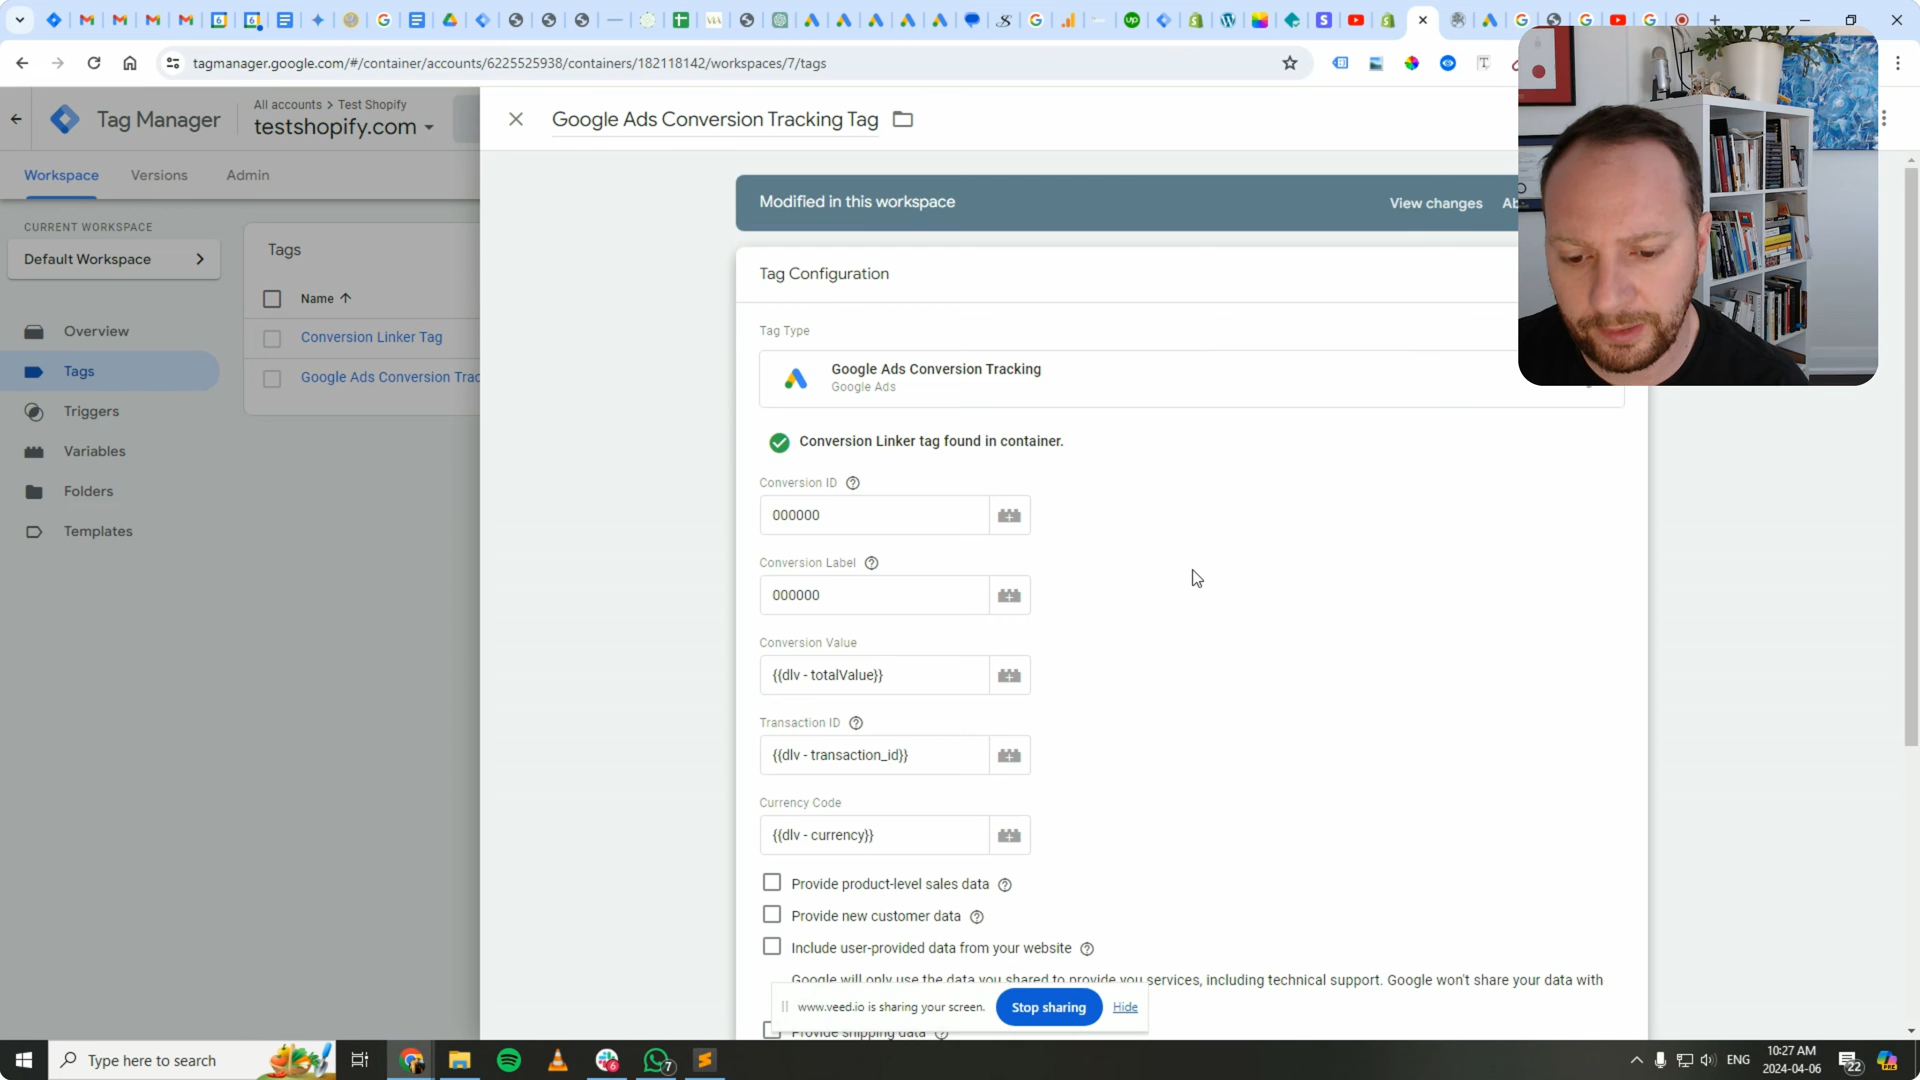 tagmanager.google.com/#/container/accounts/6225525938/containers/182118142/workspaces/7/tags
Tag Manager
All accounts > Test Shopify
testshopify.com
Google Ads Conversion Tracking Tag
Workspace
Versions
Admin
Modified in this workspace
View changes
Ab
CURRENT WORKSPACE
Default Workspace
Tags
Tag Configuration
Name
Overview
Conversion Linker Tag
Tag Type
Tags
Google Ads Conversion Trac
Google Ads Conversion Tracking
Google Ads
Triggers
Variables
Folders
Templates
Conversion Linker tag found in container.
Conversion ID
000000
Conversion Label
000000
Conversion Value
{{dlv - totalValue}}
Transaction ID
{{dlv - transaction_id}}
Currency Code
{{dlv - currency}}
Provide product-level sales data
Provide new customer data
Include user-provided data from your website
Google will only use the data you shared to provide you services, including technical support. Google won't share your data with
www.veed.io is sharing your screen.
Stop sharing
Hide
Provide shipping data
Type here to search
ENG
10:27 AM
2024-04-06
22